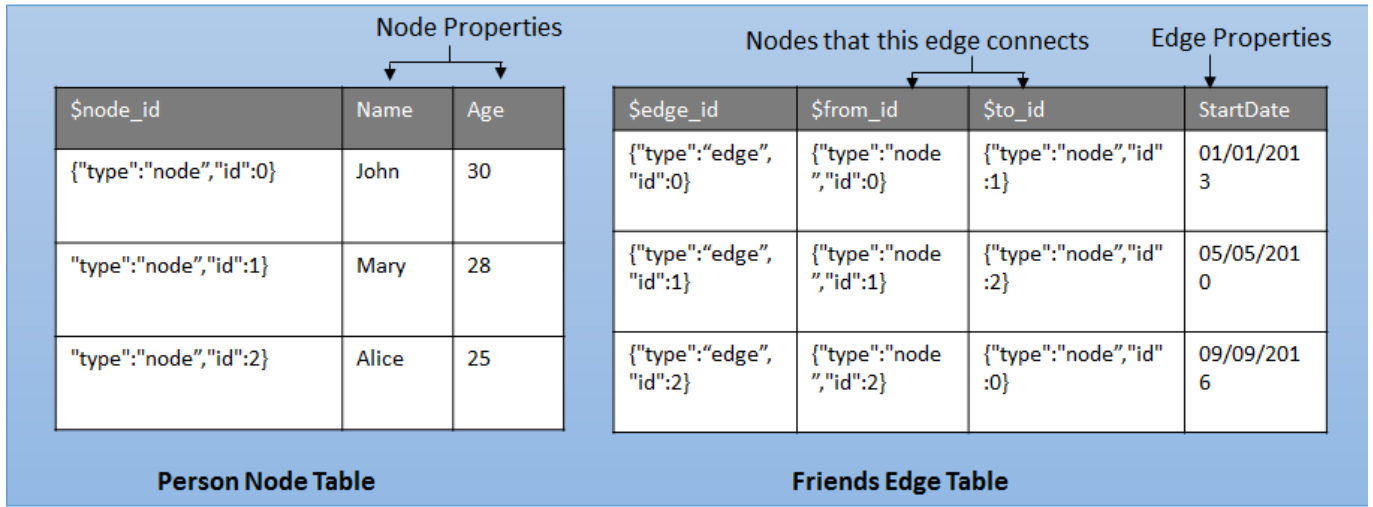 Node Properties
Nodes that this edge connects
Edge Properties
$node_id Name Age
{"type":"node”,"id":0} John 30
"type":"node”,"id":1} Mary 28
"type":"node”,"id":2} Alice 25
Person Node Table
$edge_id $from_id $to_id StartDate
{"type":“edge”, {"type":"node {"type":"node”,"id" 01/01/201
"id":0} ”,"id":0} :1} 3
{"type":“edge”, {"type":"node {"type":"node”,"id" 05/05/201
"id":1} ”,"id":1} :2} 0
{"type":“edge”, {"type":"node {"type":"node”,"id" 09/09/201
"id":2} ”,"id":2} :0} 6
Friends Edge Table